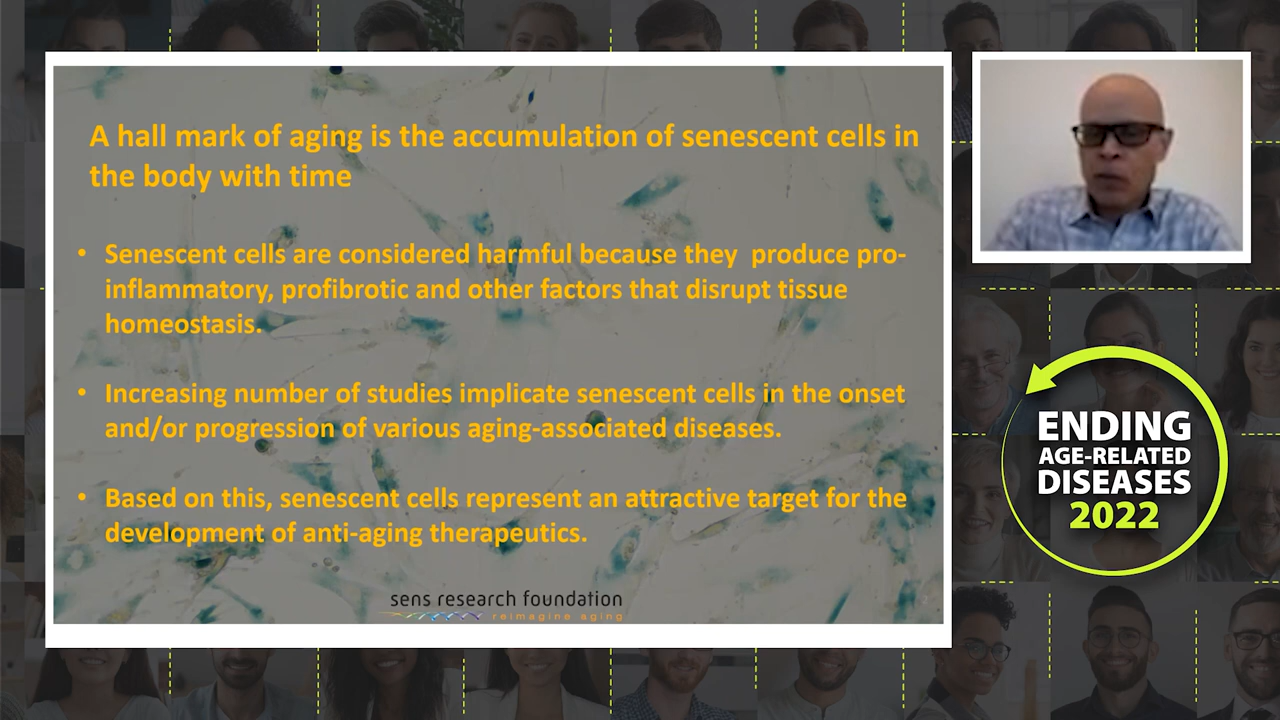 A hall mark of aging is the accumulation of senescent cells in
the body with time
• Senescent cells are considered harmful because they  produce pro-
inflammatory, profibrotic and other factors that disrupt tissue
homeostasis.
• Increasing number of studies implicate senescent cells in the onset
and/or progression of various aging-associated diseases.
• Based on this, senescent cells represent an attractive target for the
development of anti-aging therapeutics.
sens research foundation
reimagine aging
ENDING
AGE-RELATED
DISEASES
2022